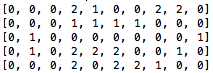 [0, 0, 0, 2, 1, 0, 0, 2, 2, 0]
[0, 0, 0, 1, 1, 1, 1, 0, 0, 0]
[0, 1, 0, 0, 0, 0, 0, 0, 0, 1]
[0, 1, 0, 2, 2, 2, 0, 0, 1, 0]
[0, 0, 0, 2, 0, 2, 2, 1, 0, 0]